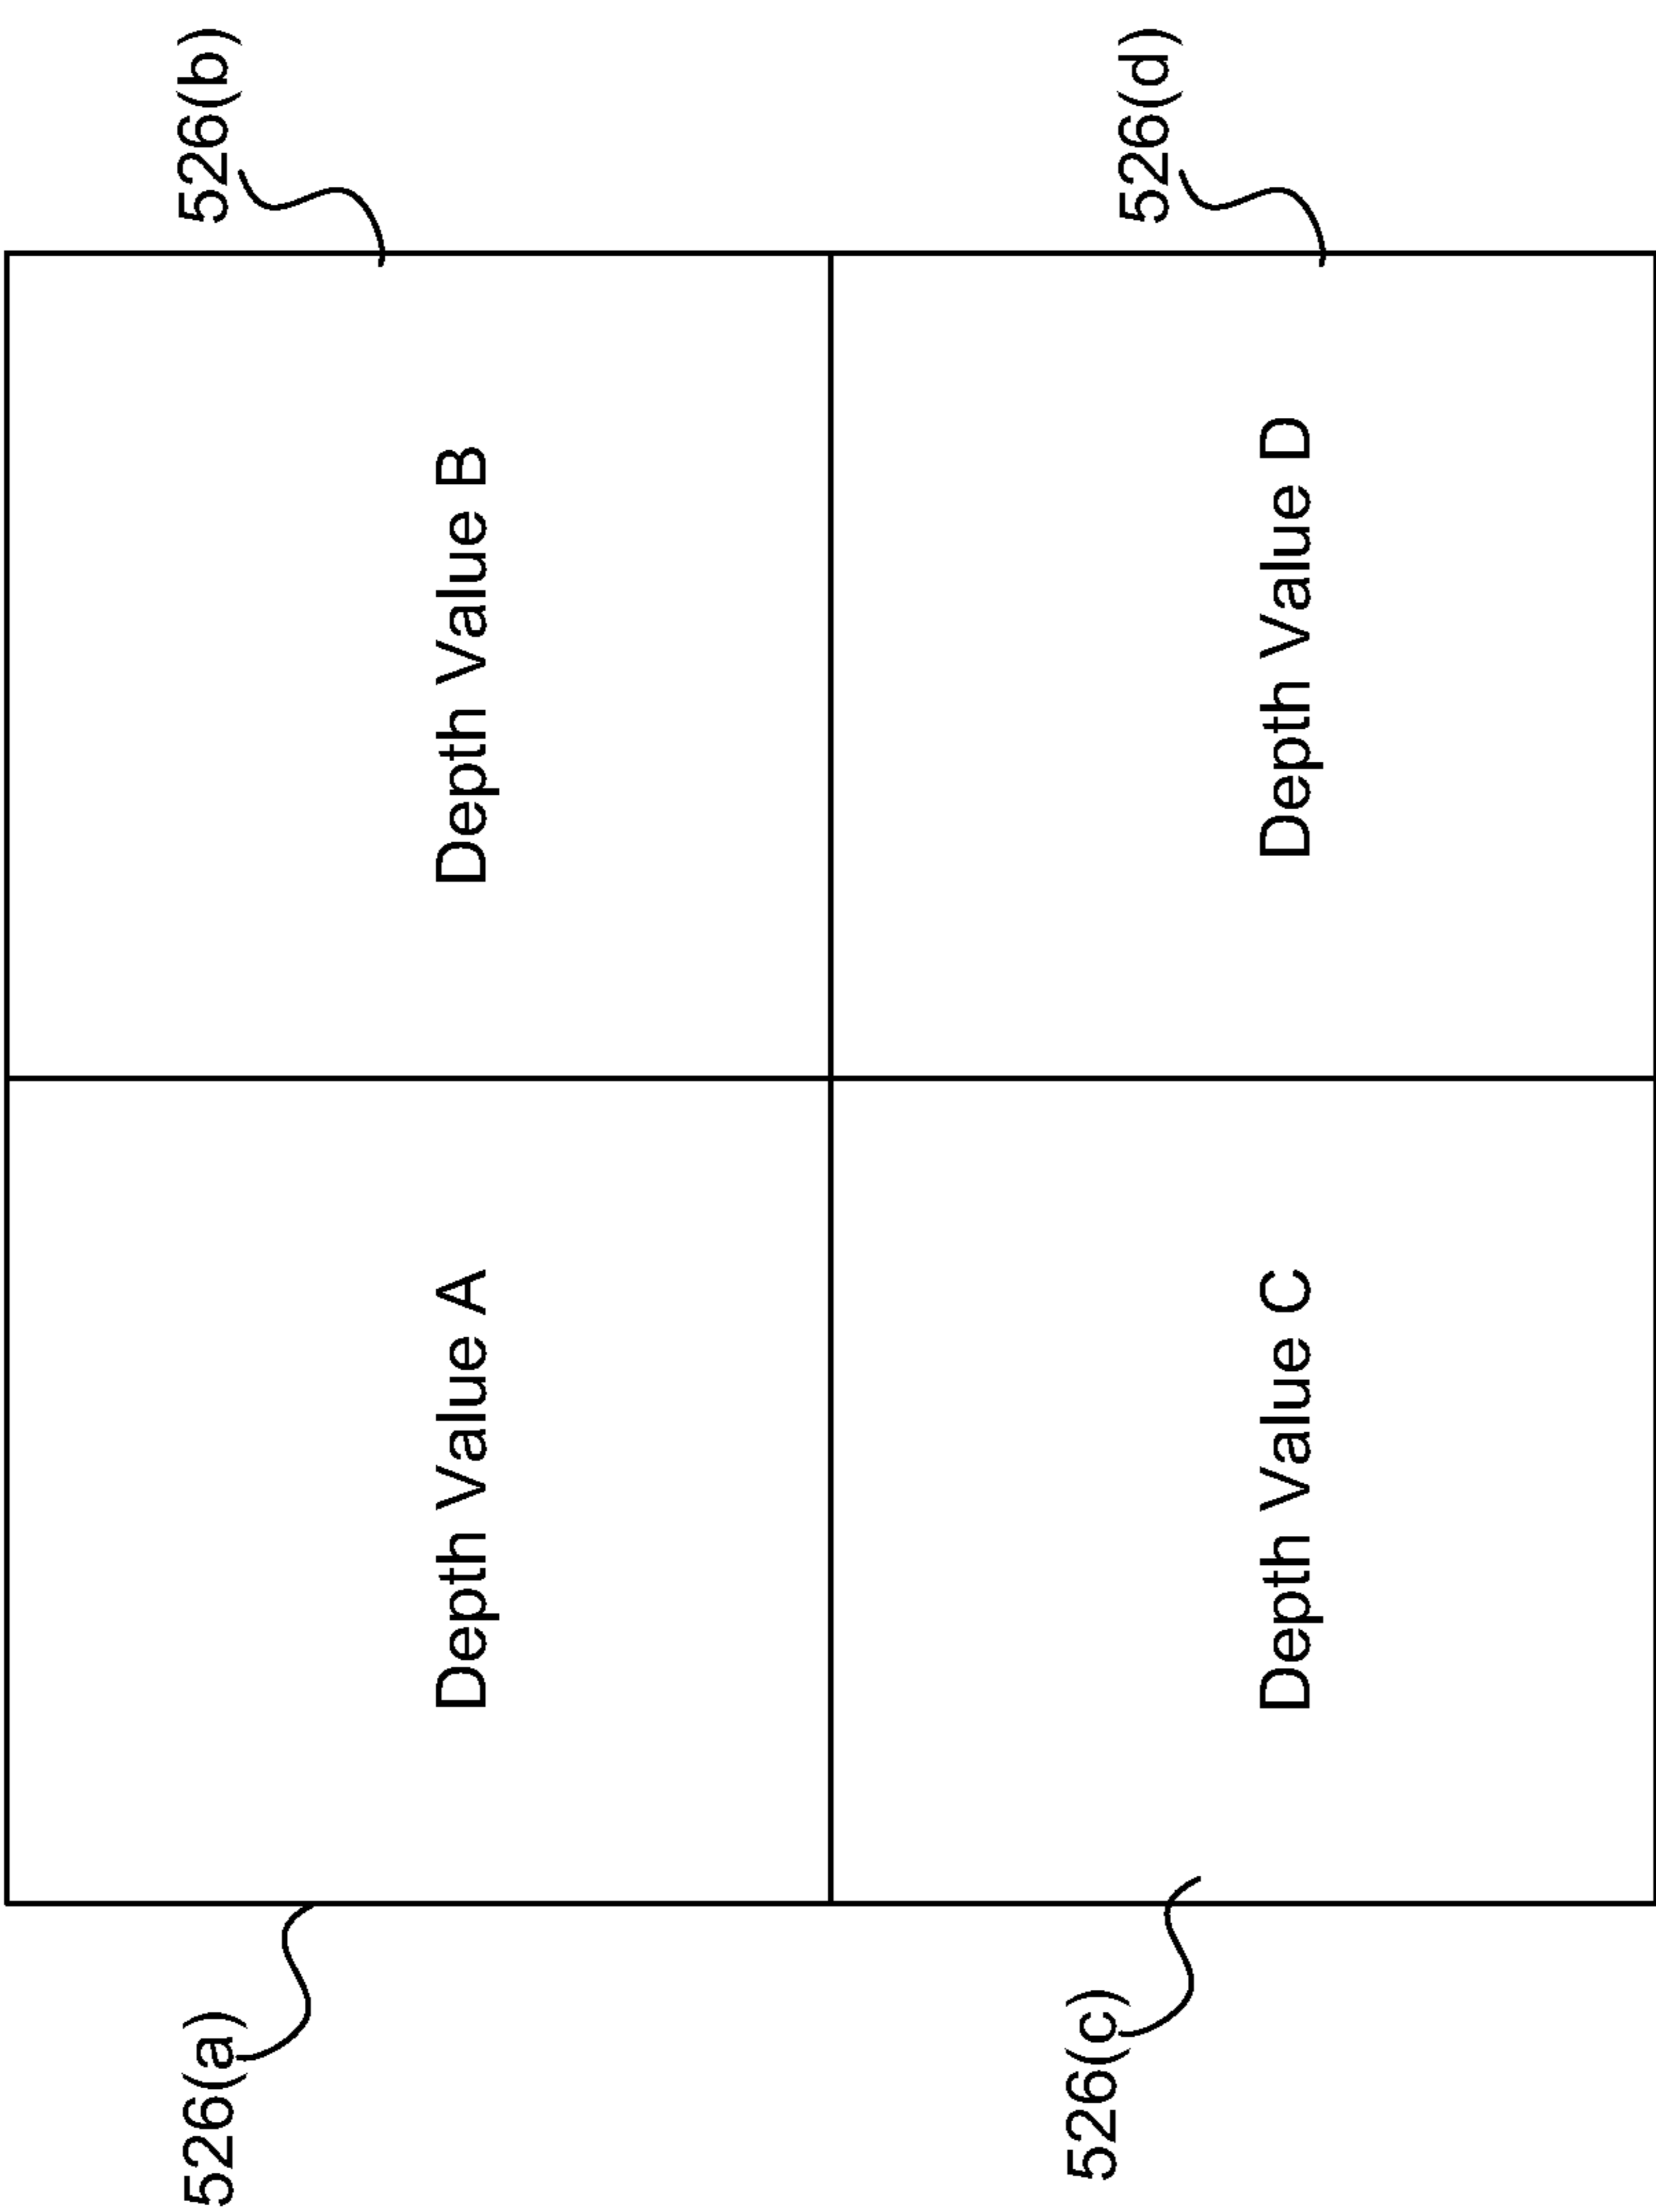 526(a)
526(b)
Depth Value A
Depth Value B
526(c)
526(d)
Depth Value C
Depth Value D